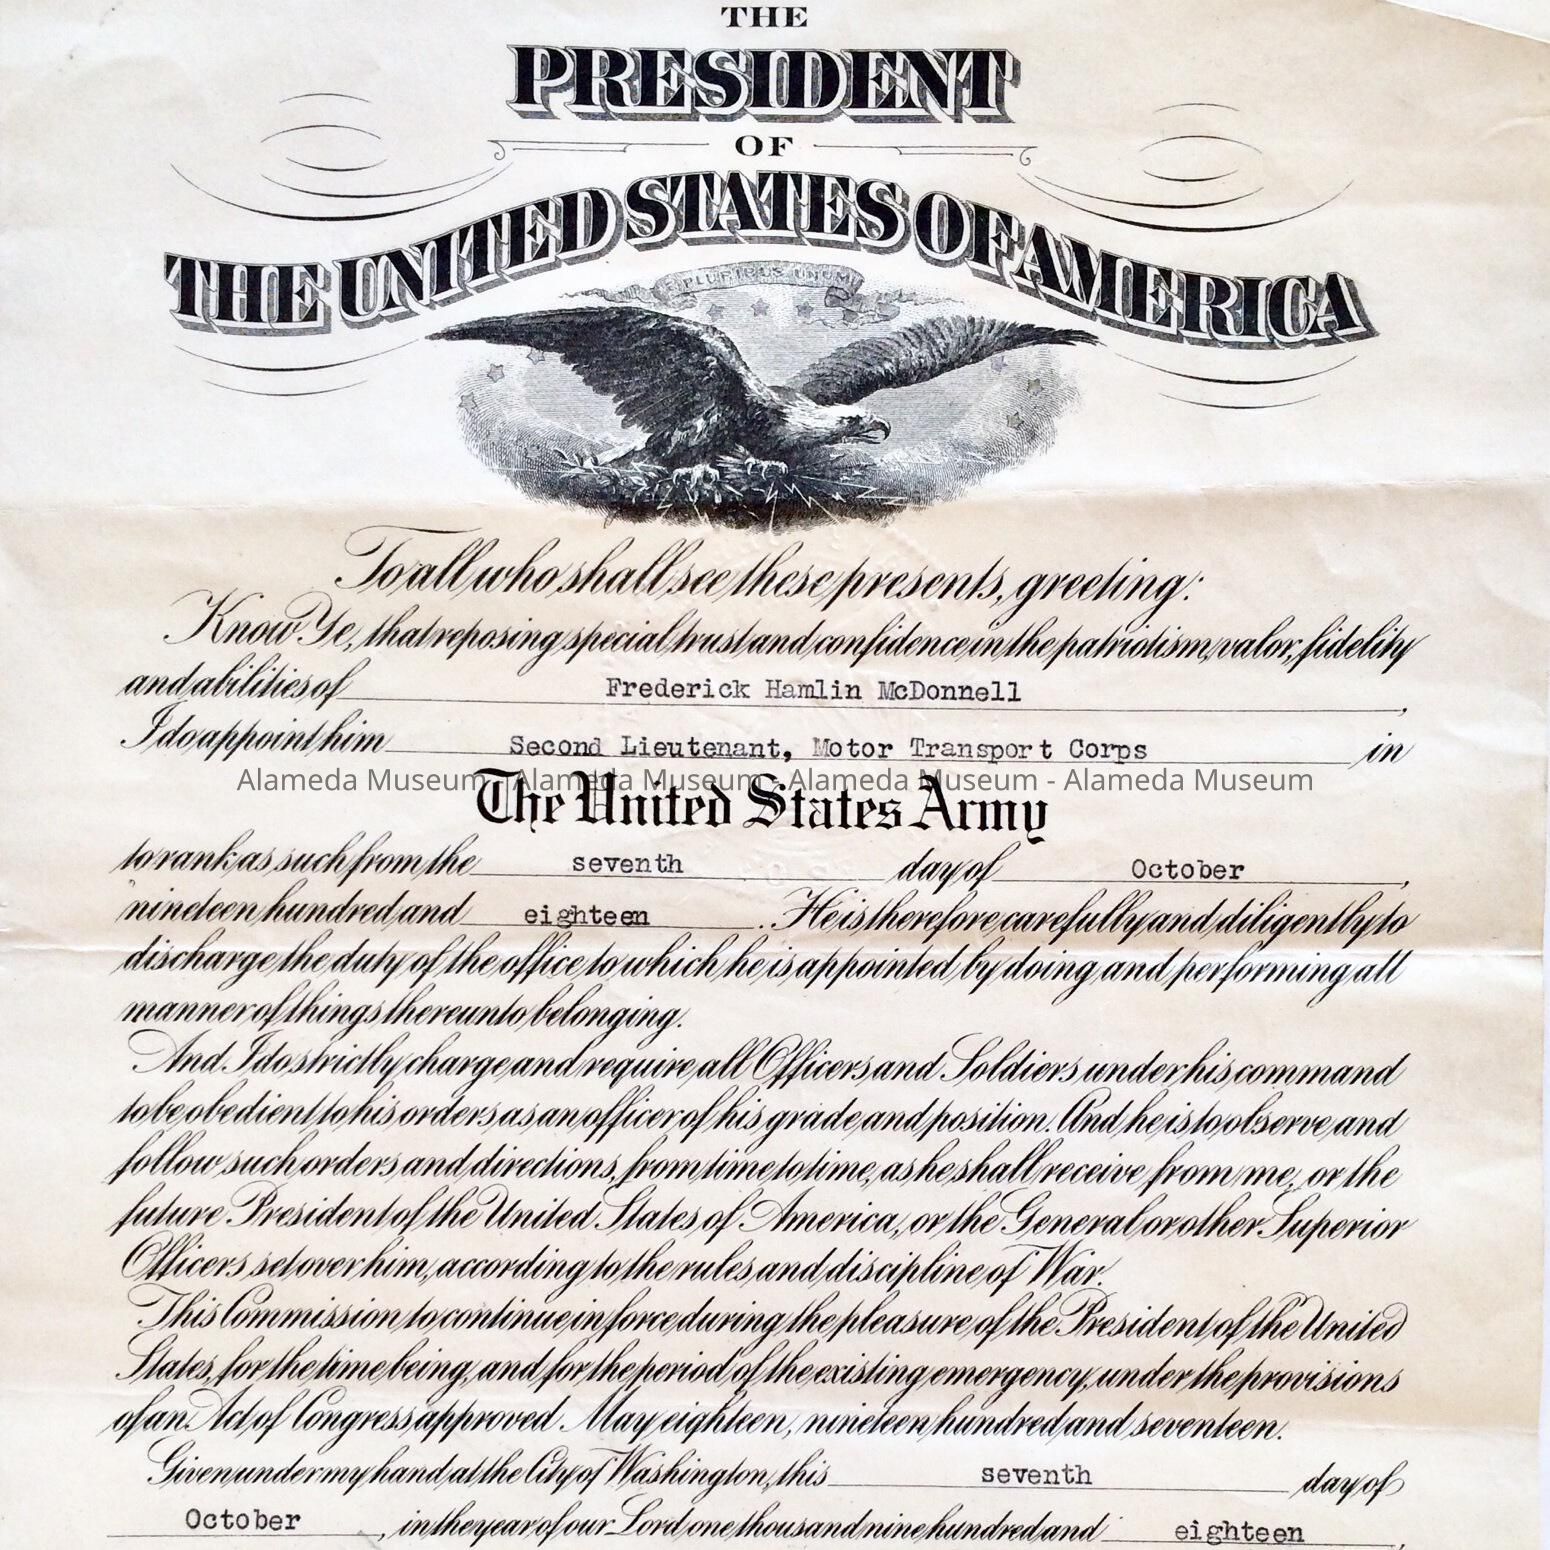 THE
PRESIDENT
OF
THE UNITED STATES OF AMERICA
E PLURIBUS UNUM
To all who shall see these presents, greeting:
Know Ye, that reposing special trust and confidence in the patriotism, valor, fidelity
and abilities of Frederick Hamlin McDonnell,
I do appoint him Second Lieutenant, Motor Transport Corps in
Alameda Museum - Alameda Museum - Alameda Museum - Alameda Museum
The United States Army
to rank as such from the seventh day of October,
nineteen hundred and eighteen. He is therefore carefully and diligently to
discharge the duty of the office to which he is appointed by doing and performing all
manner of things thereunto belonging.
And I do strictly charge and require all Officers and Soldiers under his command
to be obedient to his orders as an officer of his grade and position. And he is to observe and
follow such orders and directions, from time to time, as he shall receive from me, or the
future President of the United States of America, or the General or other Superior
Officers set over him, according to the rules and discipline of War.
This Commission to continue in force during the pleasure of the President of the United
States, for the time being, and for the period of the existing emergency, under the provisions
of an Act of Congress approved May eighteen, nineteen hundred and seventeen.
Given under my hand at the City of Washington, this seventh day of
October, in the year of our Lord one thousand nine hundred and eighteen,